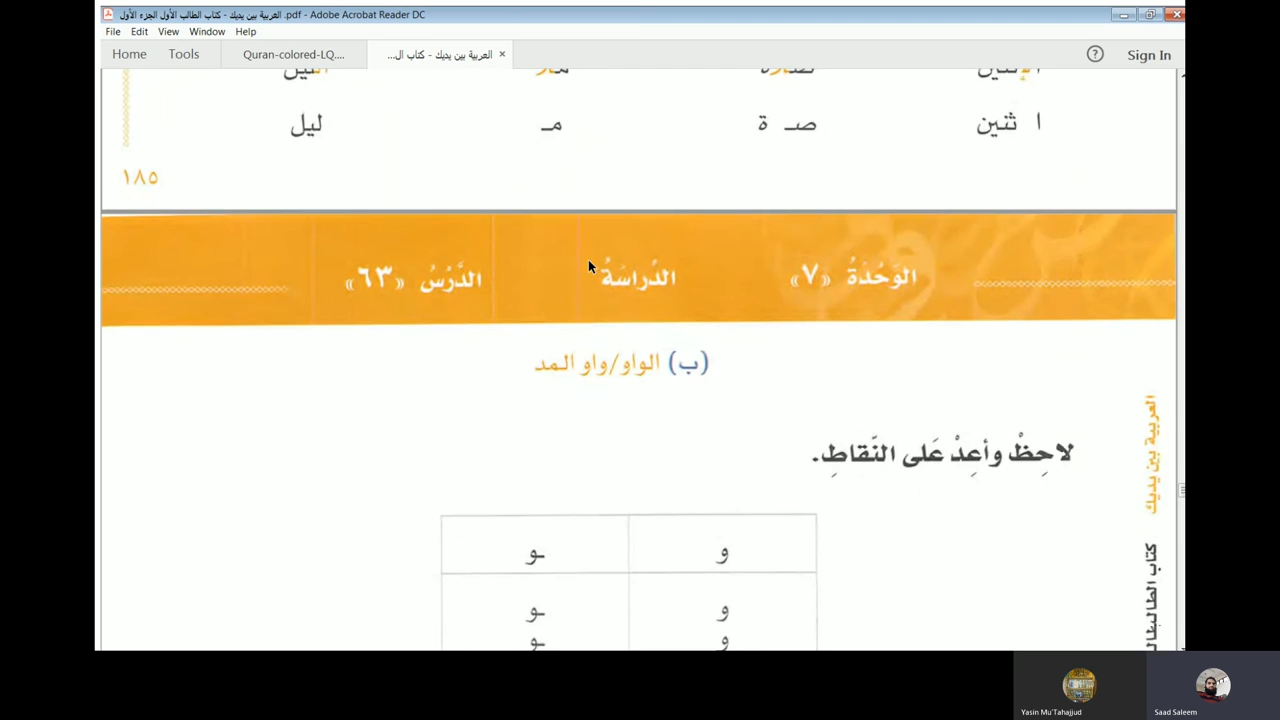 العربية بين يديك - كتاب الطالب الأول الجزء الأول .pdf - Adobe Acrobat Reader DC
File Edit View Window Help
Home Tools Quran-colored-LQ.... العربية بين يديك - كتاب ال... × ? Sign In
ا ثنين صـ ة مـ ليل
١٨٥
الوَحْدَةُ «٧» الدِّراسَةُ الدَّرْسُ «٦٣»
(ب) الواو/واو المد
لاحِظْ وأعِدْ عَلى النّقاطِ.
و ـو
و ـو
و ـو
العربية بين يديك
Yasin Mu'Tahajjud
Saad Saleem